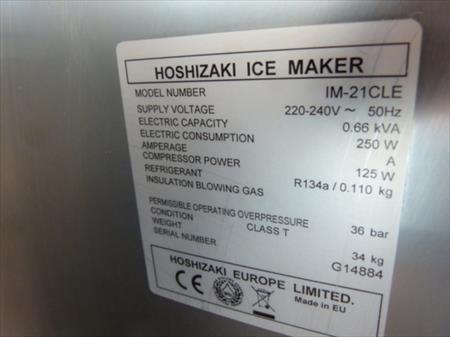 HOSHIZAKI ICE MAKER
MODEL NUMBER IM-21CLE
SUPPLY VOLTAGE 220-240V ~ 50Hz
ELECTRIC CAPACITY 0.66 kVA
ELECTRIC CONSUMPTION 250 W
AMPERAGE A
COMPRESSOR POWER 125 W
REFRIGERANT R134a / 0.110 kg
INSULATION BLOWING GAS
PERMISSIBLE OPERATING OVERPRESSURE 36 bar
CONDITION CLASS T
WEIGHT 34 kg
SERIAL NUMBER G14884
HOSHIZAKI EUROPE LIMITED.
CE
Made in EU